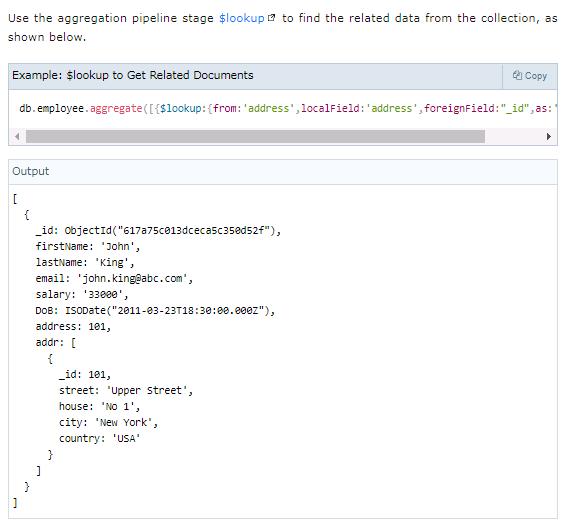 Use the aggregation pipeline stage $lookup to find the related data from the collection, as
shown below.
Example: $lookup to Get Related Documents
Copy
db.employee.aggregate([{$lookup:{from:'address',localField:'address',foreignField:"_id",as:'
Output
[
  {
    _id: ObjectId("617a75c013dceca5c350d52f"),
    firstName: 'John',
    lastName: 'King',
    email: 'john.king@abc.com',
    salary: '33000',
    DoB: ISODate("2011-03-23T18:30:00.000Z"),
    address: 101,
    addr: [
      {
        _id: 101,
        street: 'Upper Street',
        house: 'No 1',
        city: 'New York',
        country: 'USA'
      }
    ]
  }
]